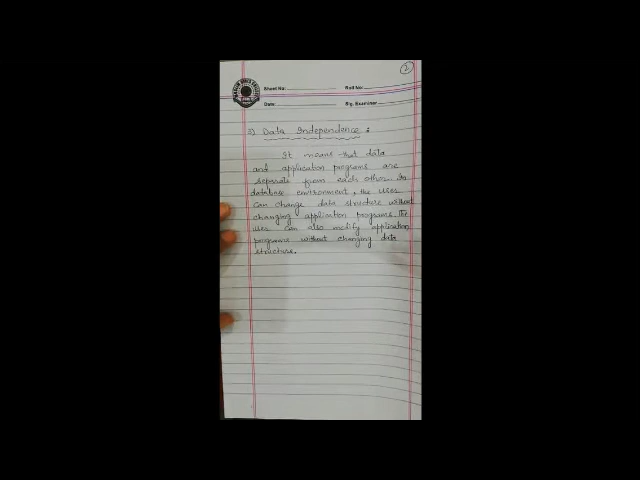 2
Sheet No:
Roll No:
Date:
Sig. Examiner
3) Data Independence :
It means that data
and application programs are
separate from each other. In
database environment, the user
can change data structure without
changing application programs. The
user can also modify application
programs without changing data
structure.